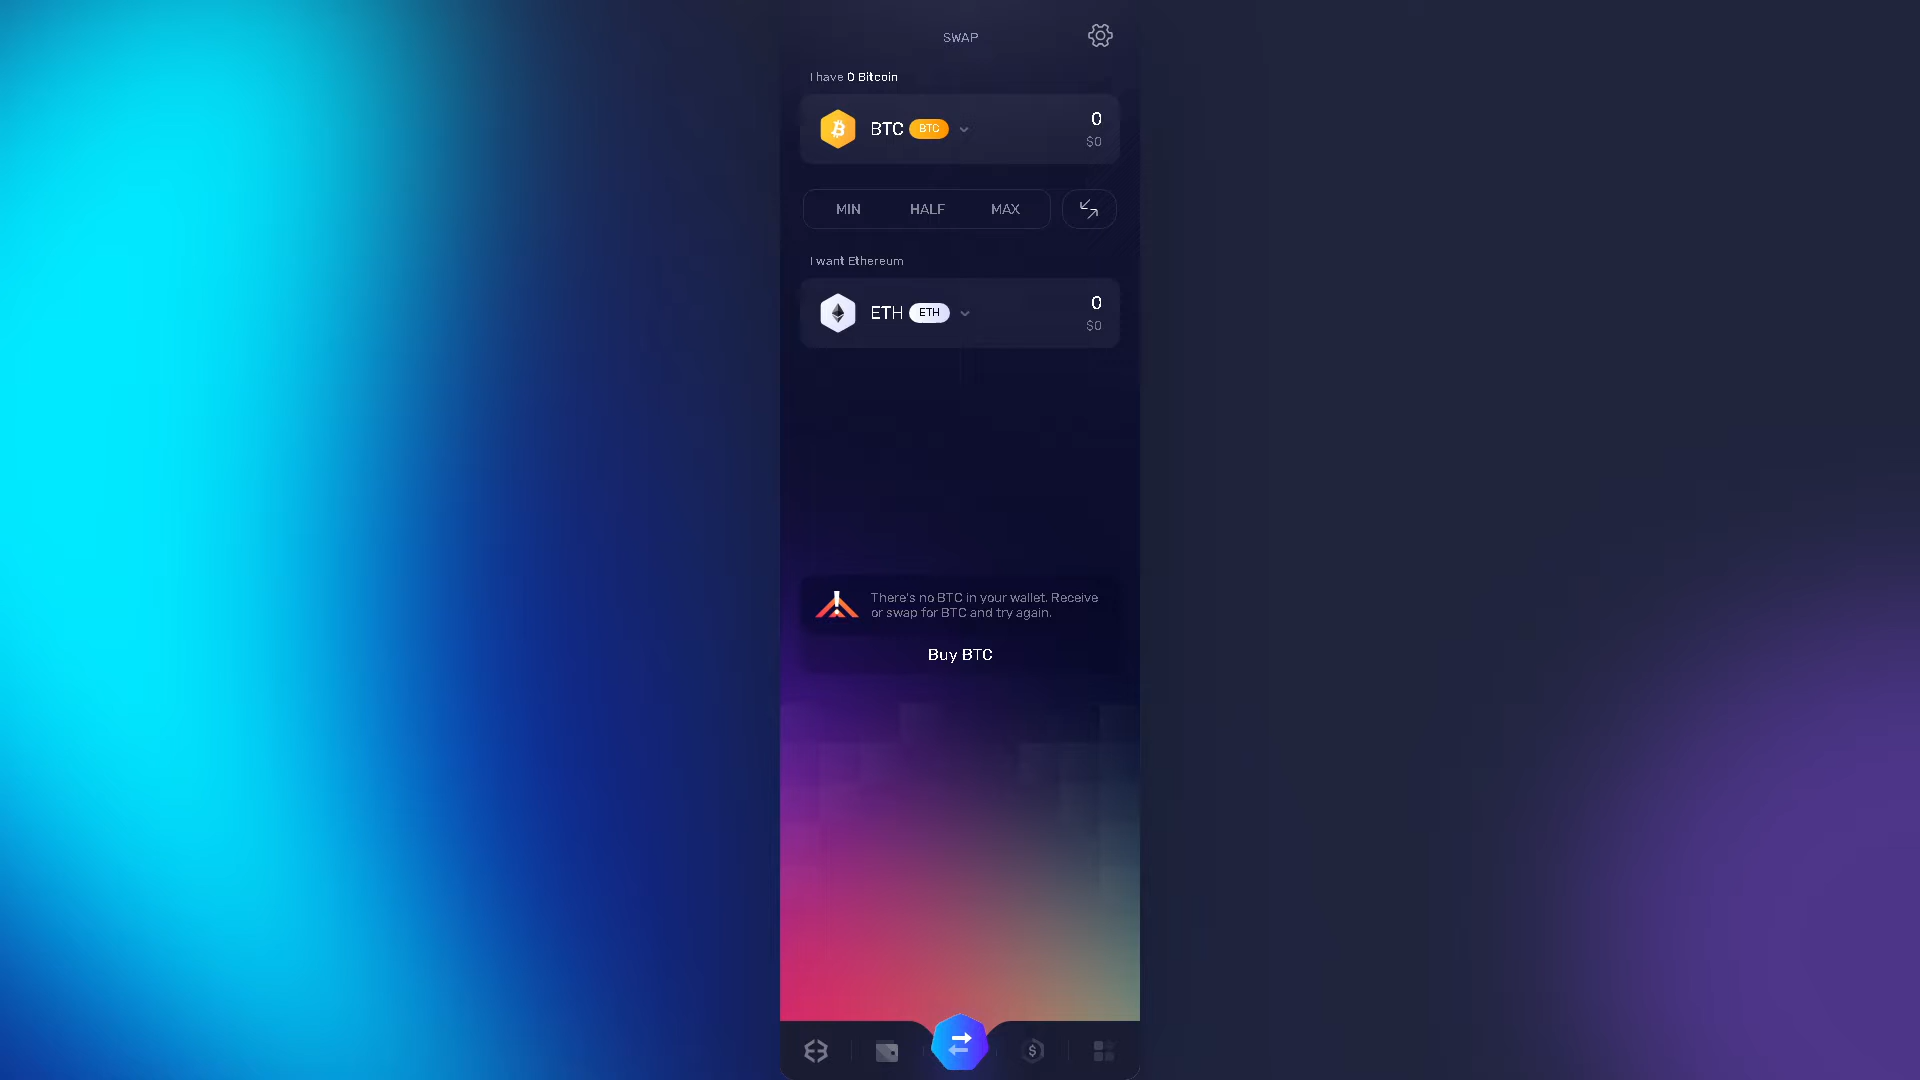 SWAP
I have 0 Bitcoin
BTC BTC 0
$0
MIN HALF MAX
I want Ethereum
ETH ETH 0
$0
There's no BTC in your wallet. Receive
or swap for BTC and try again.
Buy BTC